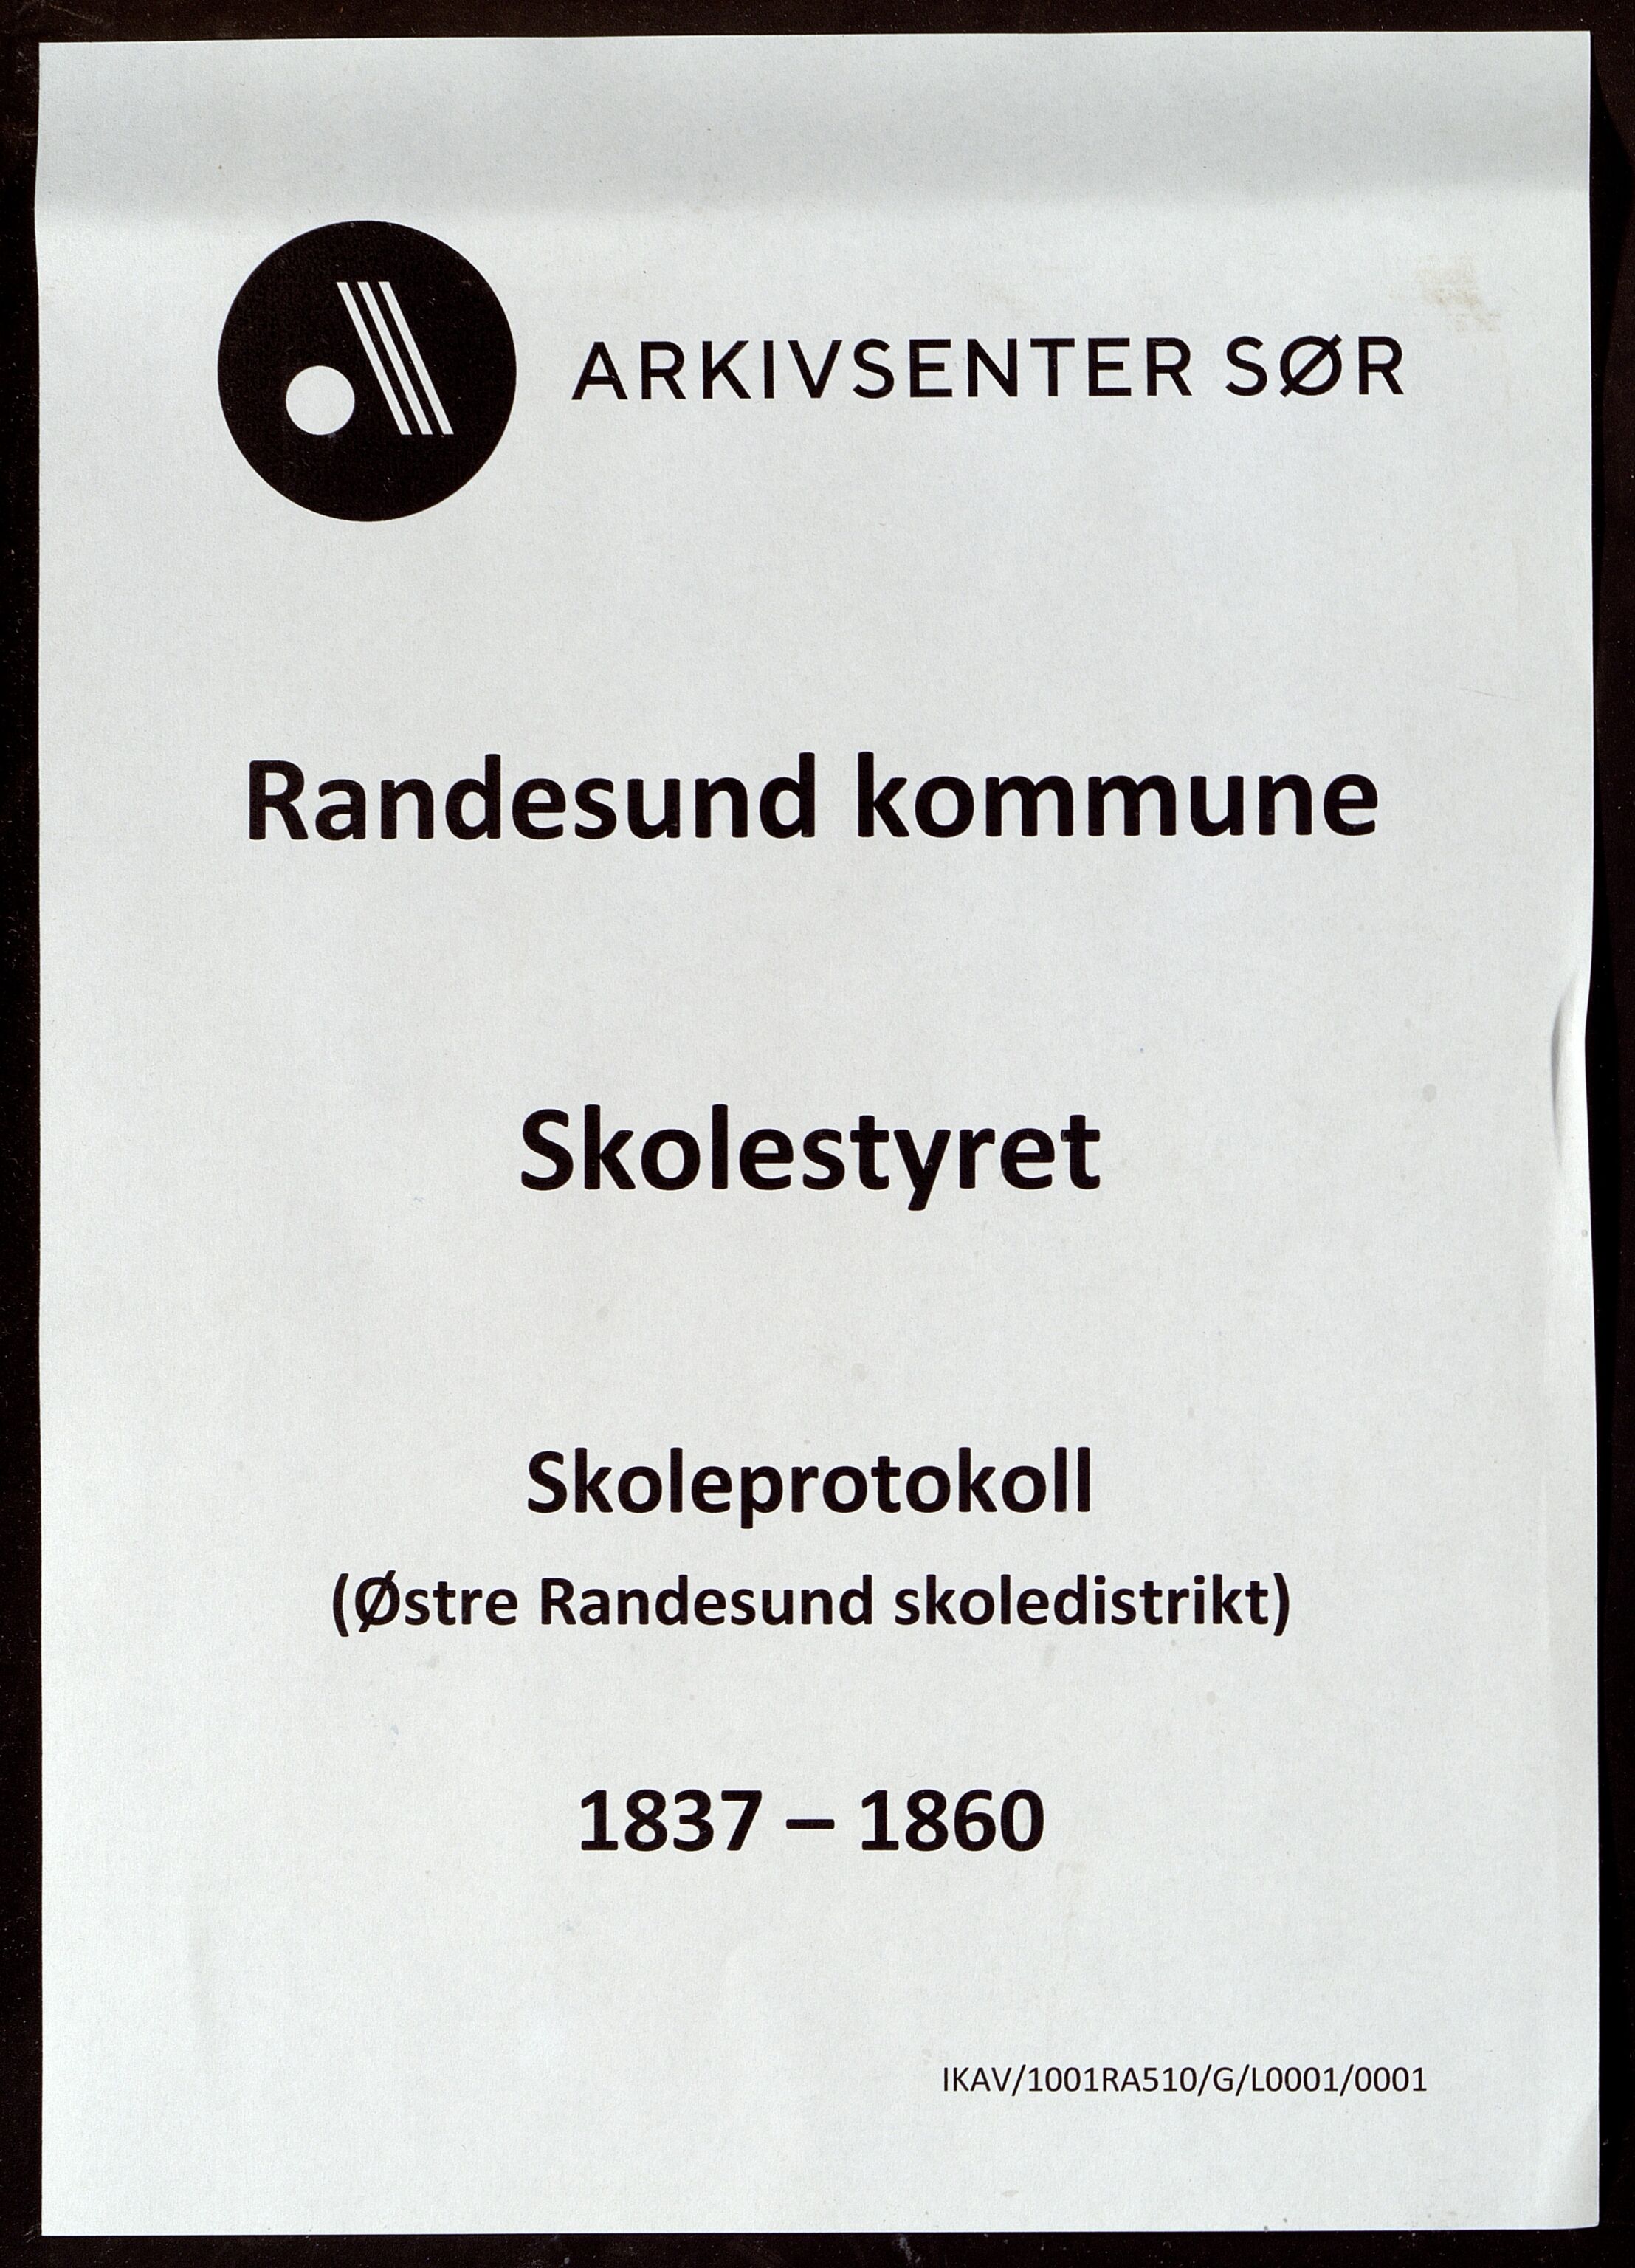 ARKIVSENTER SØR
Randesund kommune
Skolestyret
Skoleprotokoll
(Østre Randesund skoledistrikt)
1837 – 1860
IKAV/1001RA510/G/L0001/0001